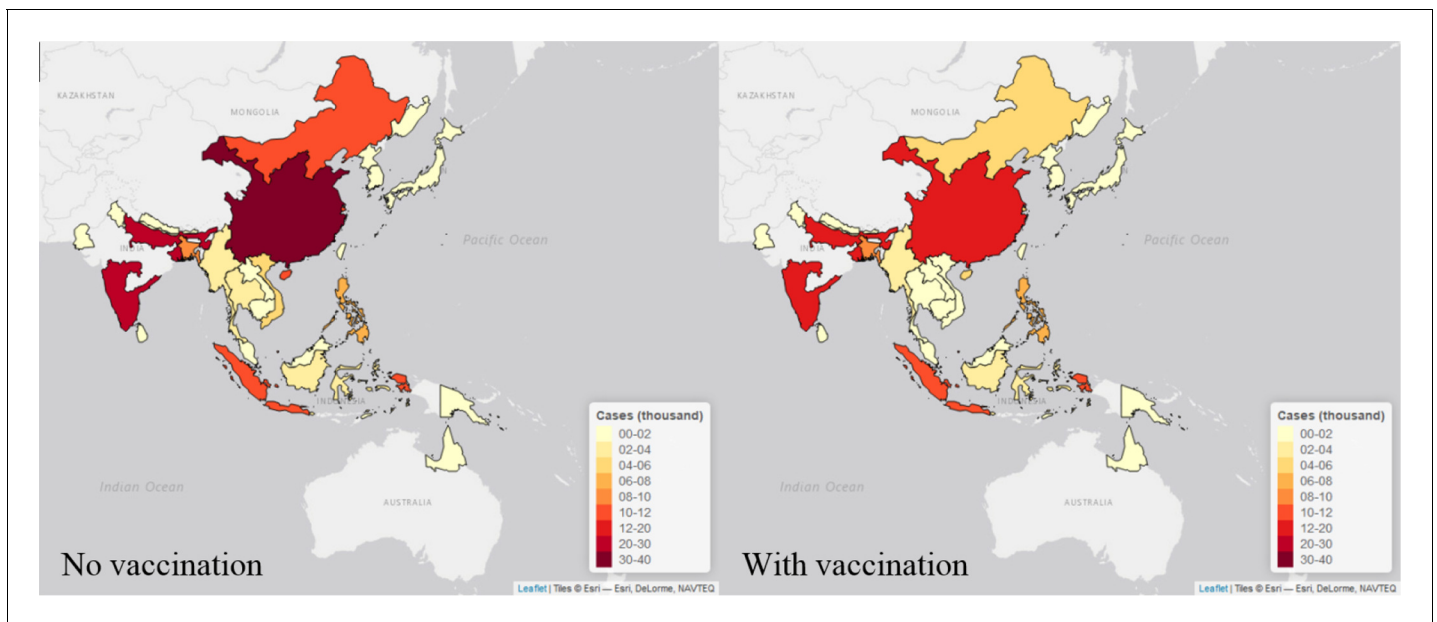 KAZAKHSTAN
MONGOLIA
Pacific Ocean
INDONESIA
Indian Ocean
AUSTRALIA
Cases (thousand)
00-02
02-04
04-06
06-08
08-10
10-12
12-20
20-30
30-40
No vaccination
Leaflet | Tiles © Esri — Esri, DeLorme, NAVTEQ
KAZAKHSTAN
MONGOLIA
Pacific Ocean
INDONESIA
Indian Ocean
AUSTRALIA
Cases (thousand)
00-02
02-04
04-06
06-08
08-10
10-12
12-20
20-30
30-40
With vaccination
Leaflet | Tiles © Esri — Esri, DeLorme, NAVTEQ